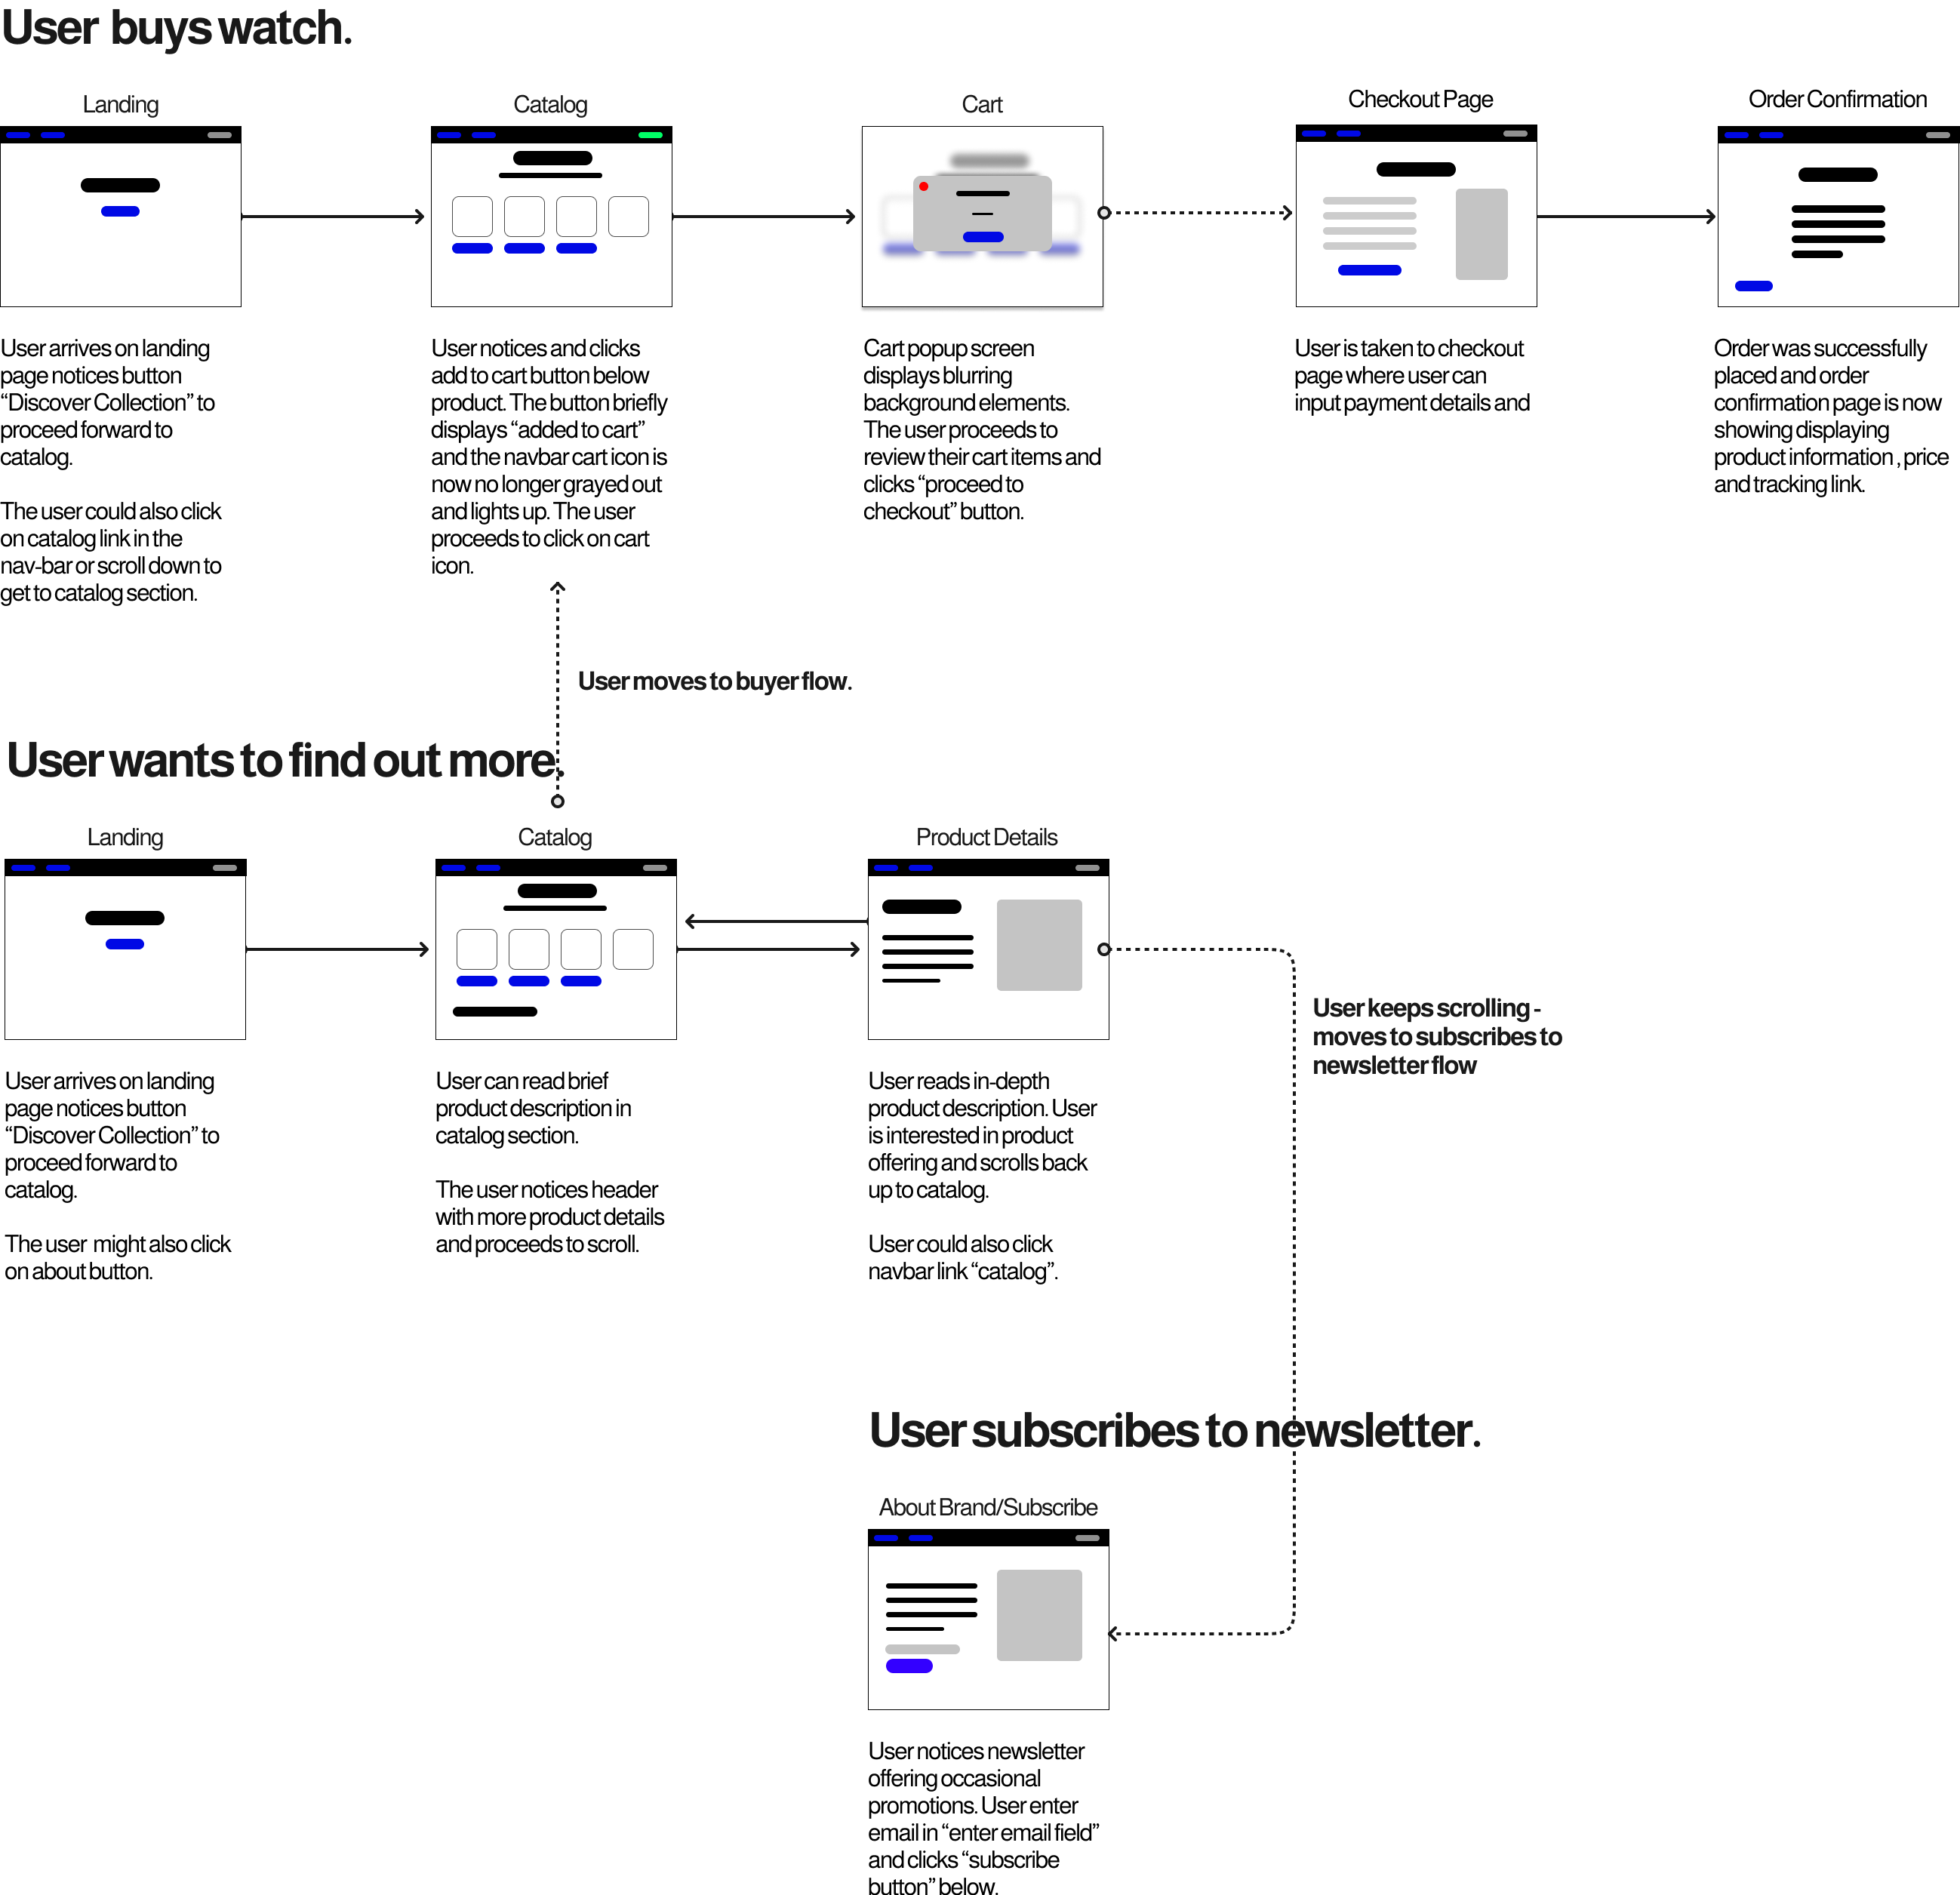 User buys watch.
Landing
User arrives on landing
page notices button
“Discover Collection” to
proceed forward to
catalog.
The user could also click
on catalog link in the
nav-bar or scroll down to
get to catalog section.
Catalog
User notices and clicks
add to cart button below
product. The button briefly
displays “added to cart”
and the navbar cart icon is
now no longer grayed out
and lights up. The user
proceeds to click on cart
icon.
Cart
Cart popup screen
displays blurring
background elements.
The user proceeds to
review their cart items and
clicks “proceed to
checkout” button.
Checkout Page
User is taken to checkout
page where user can
input payment details and
Order Confirmation
Order was successfully
placed and order
confirmation page is now
showing displaying
product information , price
and tracking link.
User moves to buyer flow.
User wants to find out more.
Landing
User arrives on landing
page notices button
“Discover Collection” to
proceed forward to
catalog.
The user might also click
on about button.
Catalog
User can read brief
product description in
catalog section.
The user notices header
with more product details
and proceeds to scroll.
Product Details
User reads in-depth
product description. User
is interested in product
offering and scrolls back
up to catalog.
User could also click
navbar link “catalog”.
User keeps scrolling -
moves to subscribes to
newsletter flow
User subscribes to newsletter.
About Brand/Subscribe
User notices newsletter
offering occasional
promotions. User enter
email in “enter email field”
and clicks “subscribe
button” below.